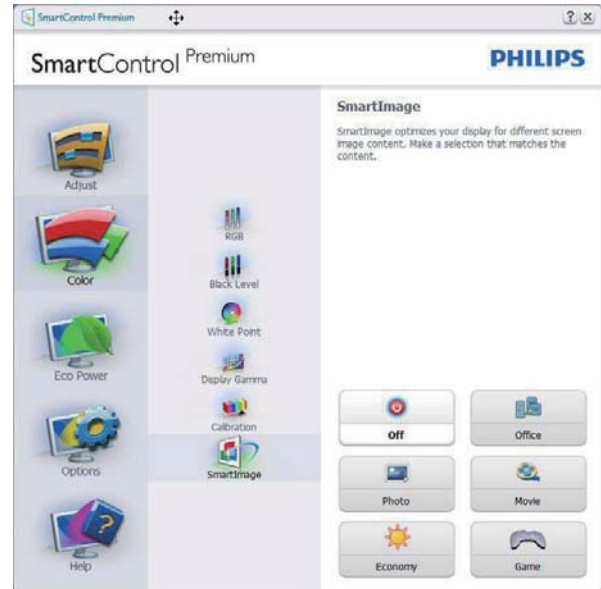 SmartControl Premium
SmartControl Premium
PHILIPS
Adjust
Color
Eco Power
Options
Help
RGB
Black Level
White Point
Display Gamma
Calibration
SmartImage
SmartImage
SmartImage optimizes your display for different screen
image content. Make a selection that matches the
content.
Off
Office
Photo
Movie
Economy
Game